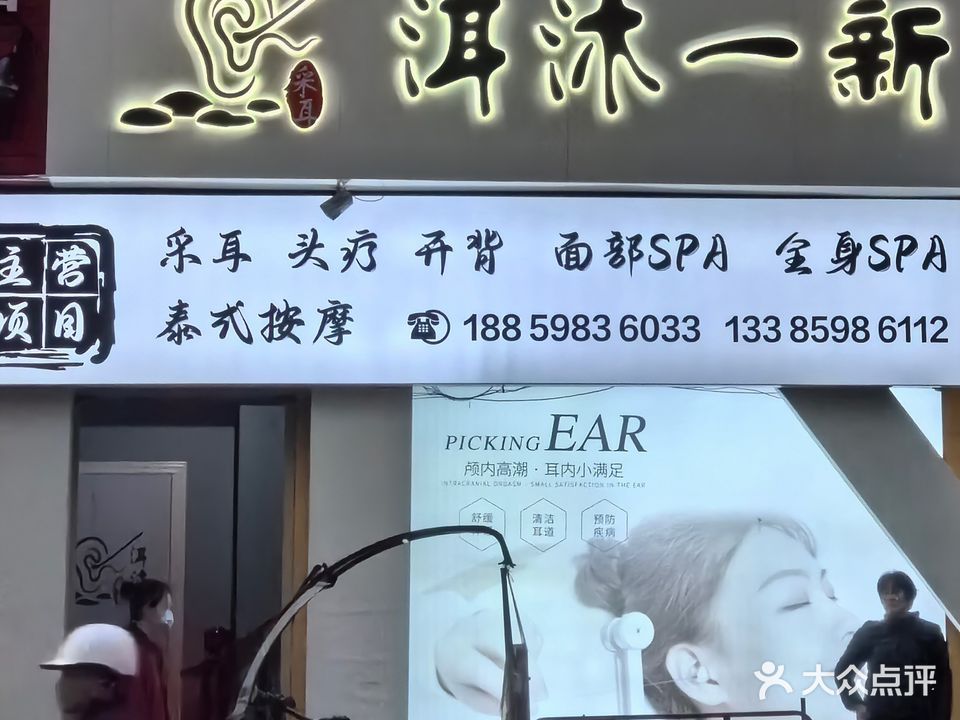 洱沐一新
采耳
主营
项目
采耳 头疗 开背 面部SPA 全身SPA
泰式按摩 ☎ 188 5983 6033 133 8598 6112
PICKING EAR
颅内高潮·耳内小满足
INTRACRANIAL ORGASM · SMALL SATISFACTION IN THE EAR
舒缓
清洁
耳道
预防
疾病
洱沐
大众点评